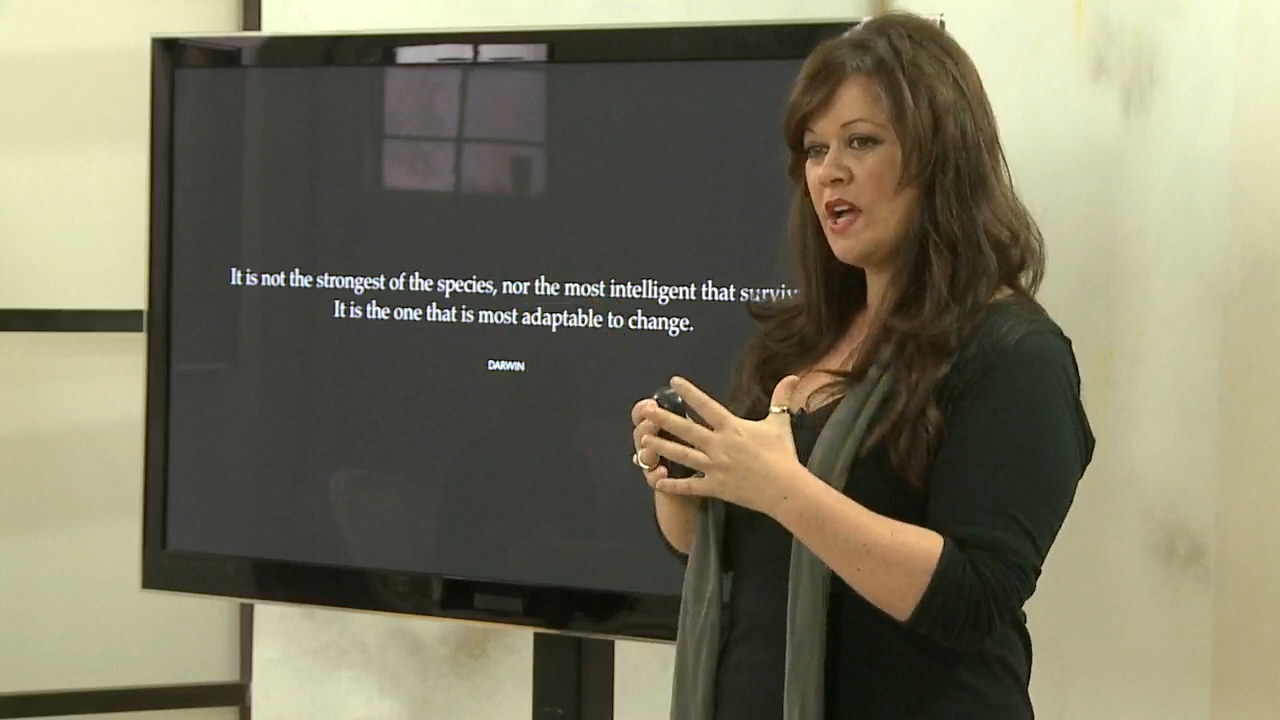 It is not the strongest of the species, nor the most intelligent that
It is the one that is most adaptable to change.
DARWIN